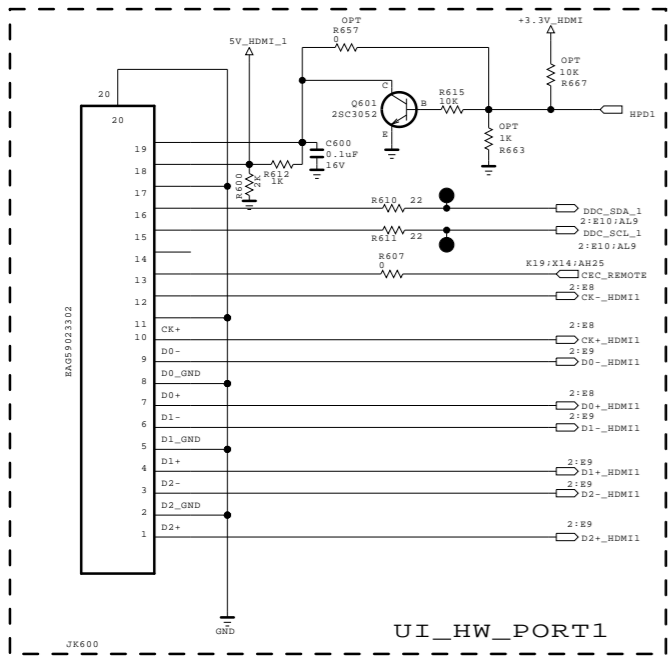 OPT
R657
0
+3.3V_HDMI
5V_HDMI_1
OPT
10K
R667
C
Q601
2SC3052
B
R615
10K
HPD1
E
OPT
1K
R663
20
20
19
C600
0.1uF
16V
18
R600
2K
R612
1K
17
16
R610
22
DDC_SDA_1
2:E10;AL9
15
R611
22
DDC_SCL_1
2:E10;AL9
14
R607
0
K19;X14;AH25
13
CEC_REMOTE
2:E8
12
CK-_HDMI1
11
CK+
2:E8
10
CK+_HDMI1
D0-
2:E9
9
D0-_HDMI1
D0_GND
8
D0+
2:E8
7
D0+_HDMI1
D1-
2:E9
6
D1-_HDMI1
D1_GND
5
D1+
2:E9
4
D1+_HDMI1
D2-
2:E9
3
D2-_HDMI1
D2_GND
2
D2+
2:E9
1
D2+_HDMI1
EAG59023302
GND
JK600
UI_HW_PORT1